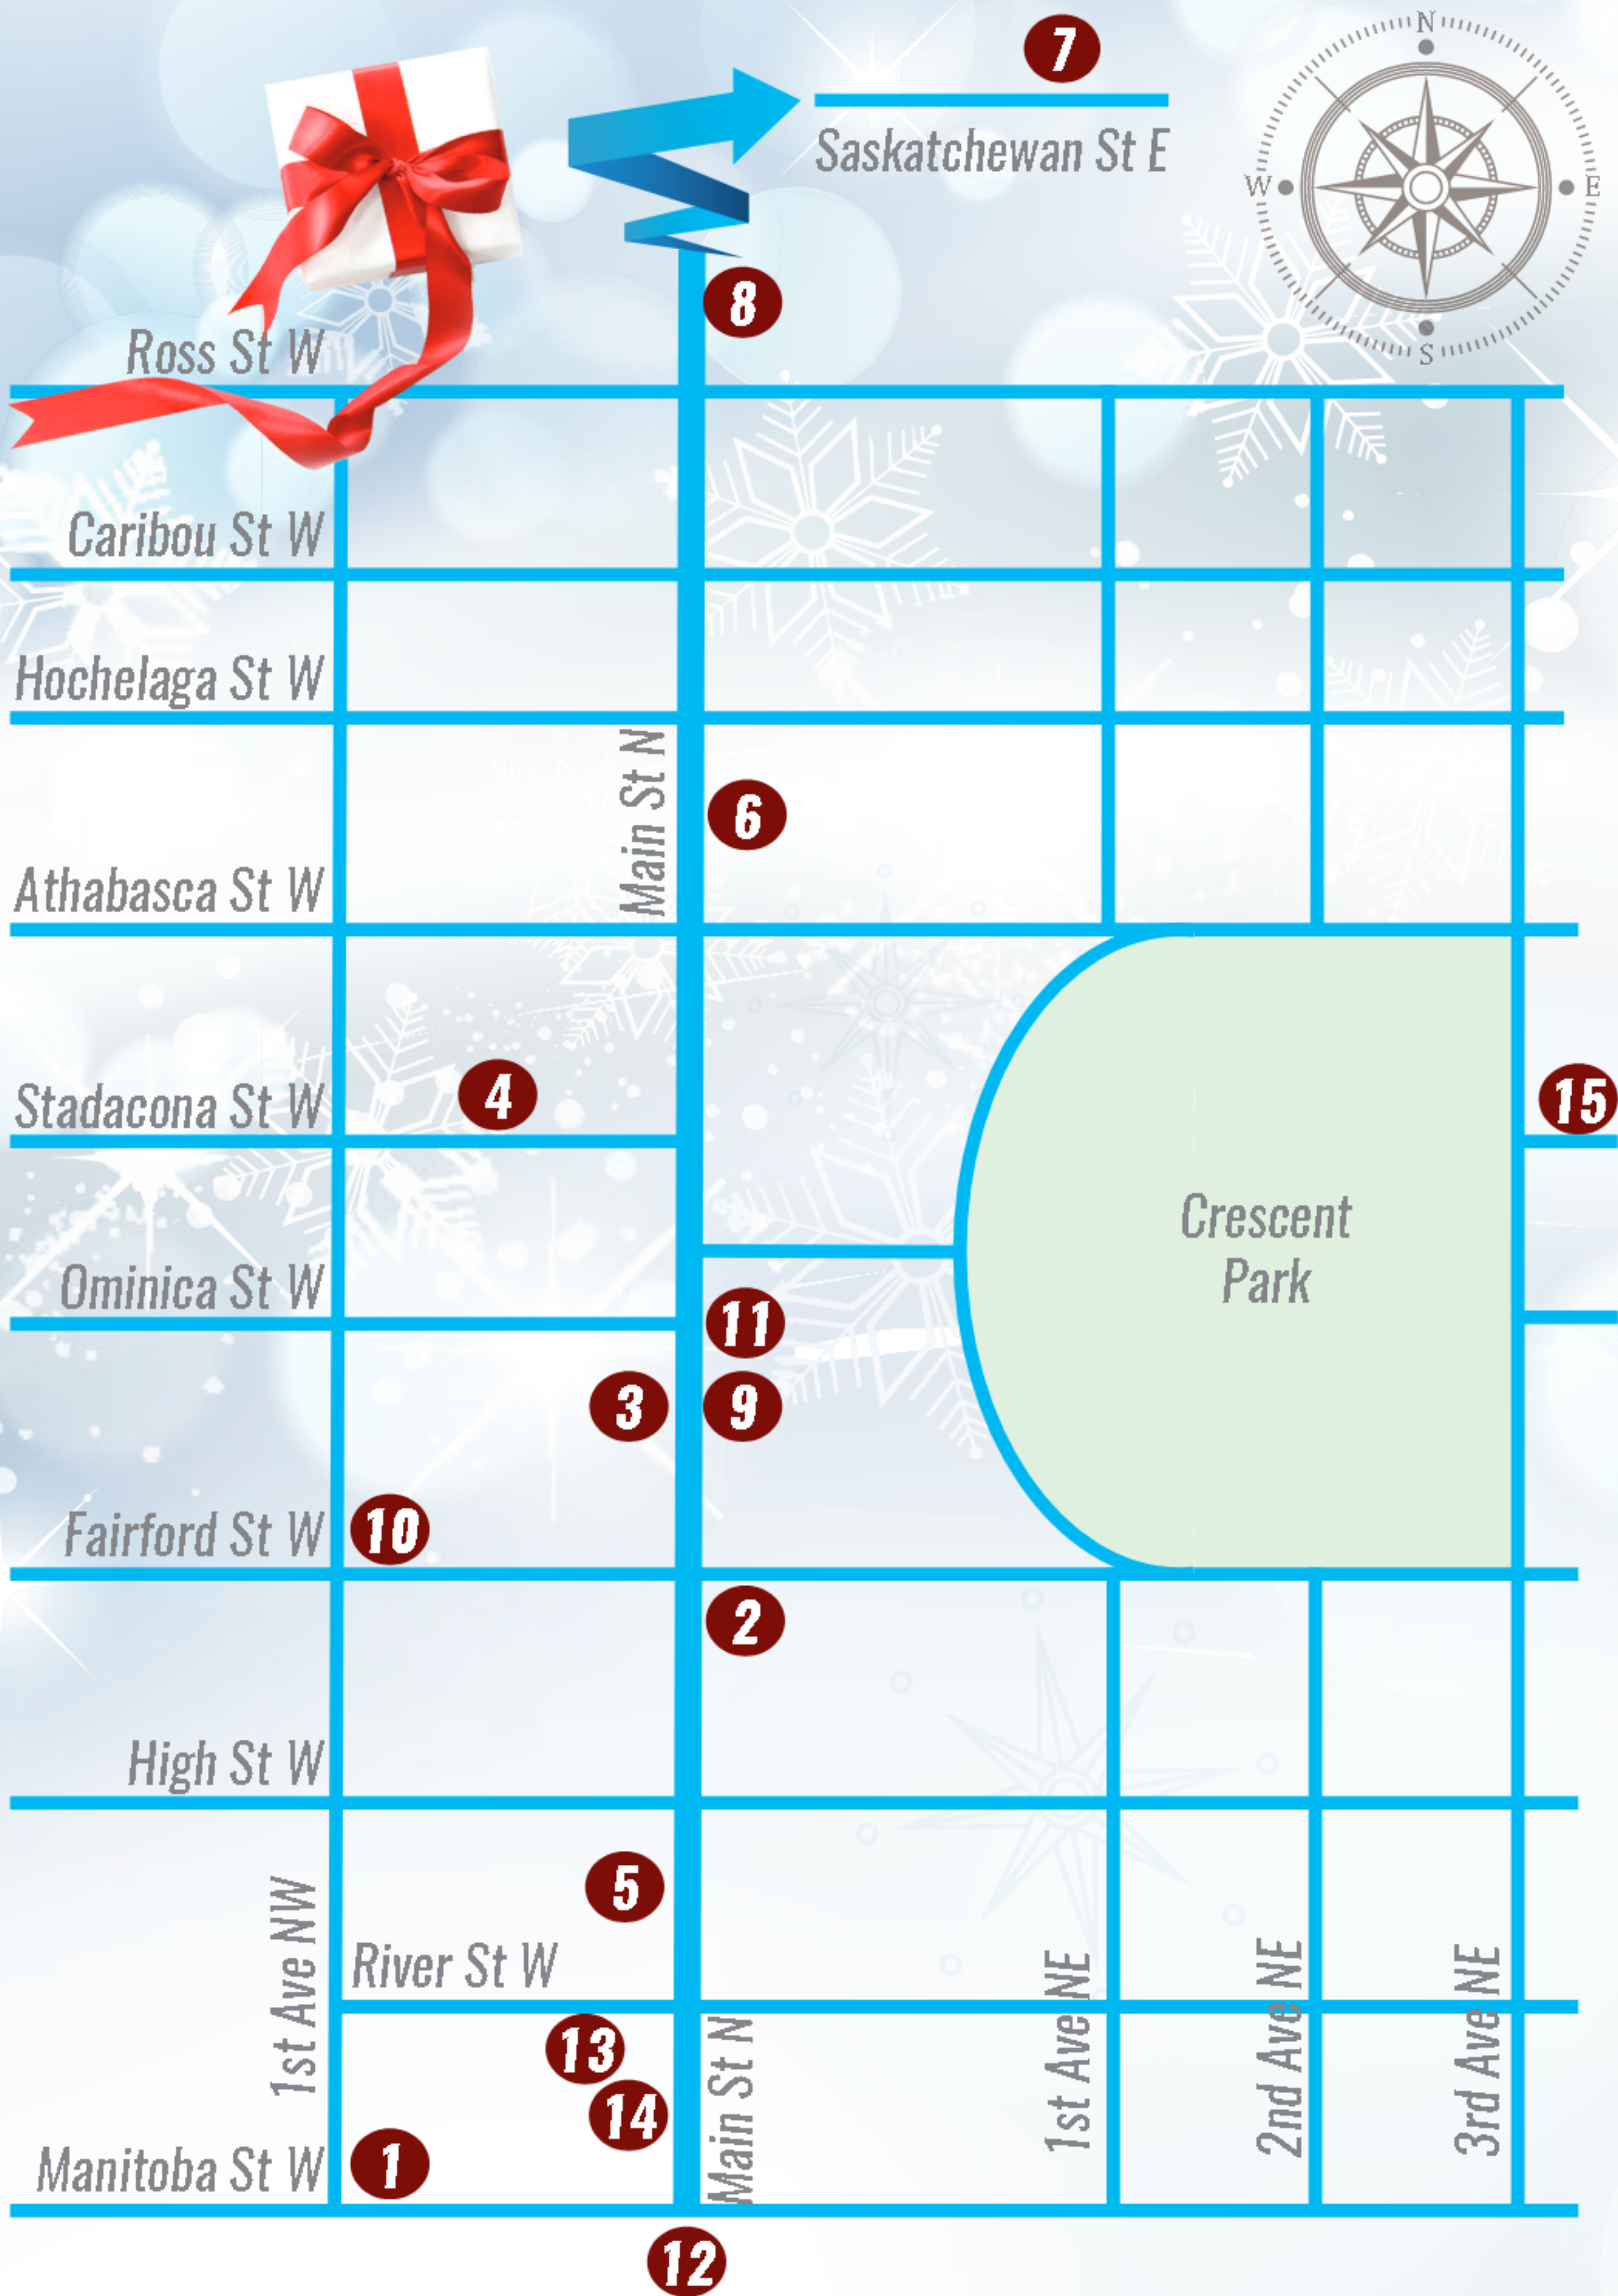 7
N
Saskatchewan St E
W
E
S
8
Ross St W
Caribou St W
Hochelaga St W
Main St N
6
Athabasca St W
4
15
Stadacona St W
Crescent
Park
Ominica St W
11
3
9
Fairford St W
10
2
High St W
5
1st Ave NW
River St W
1st Ave NE
2nd Ave NE
3rd Ave NE
13
Main St N
14
Manitoba St W
1
12